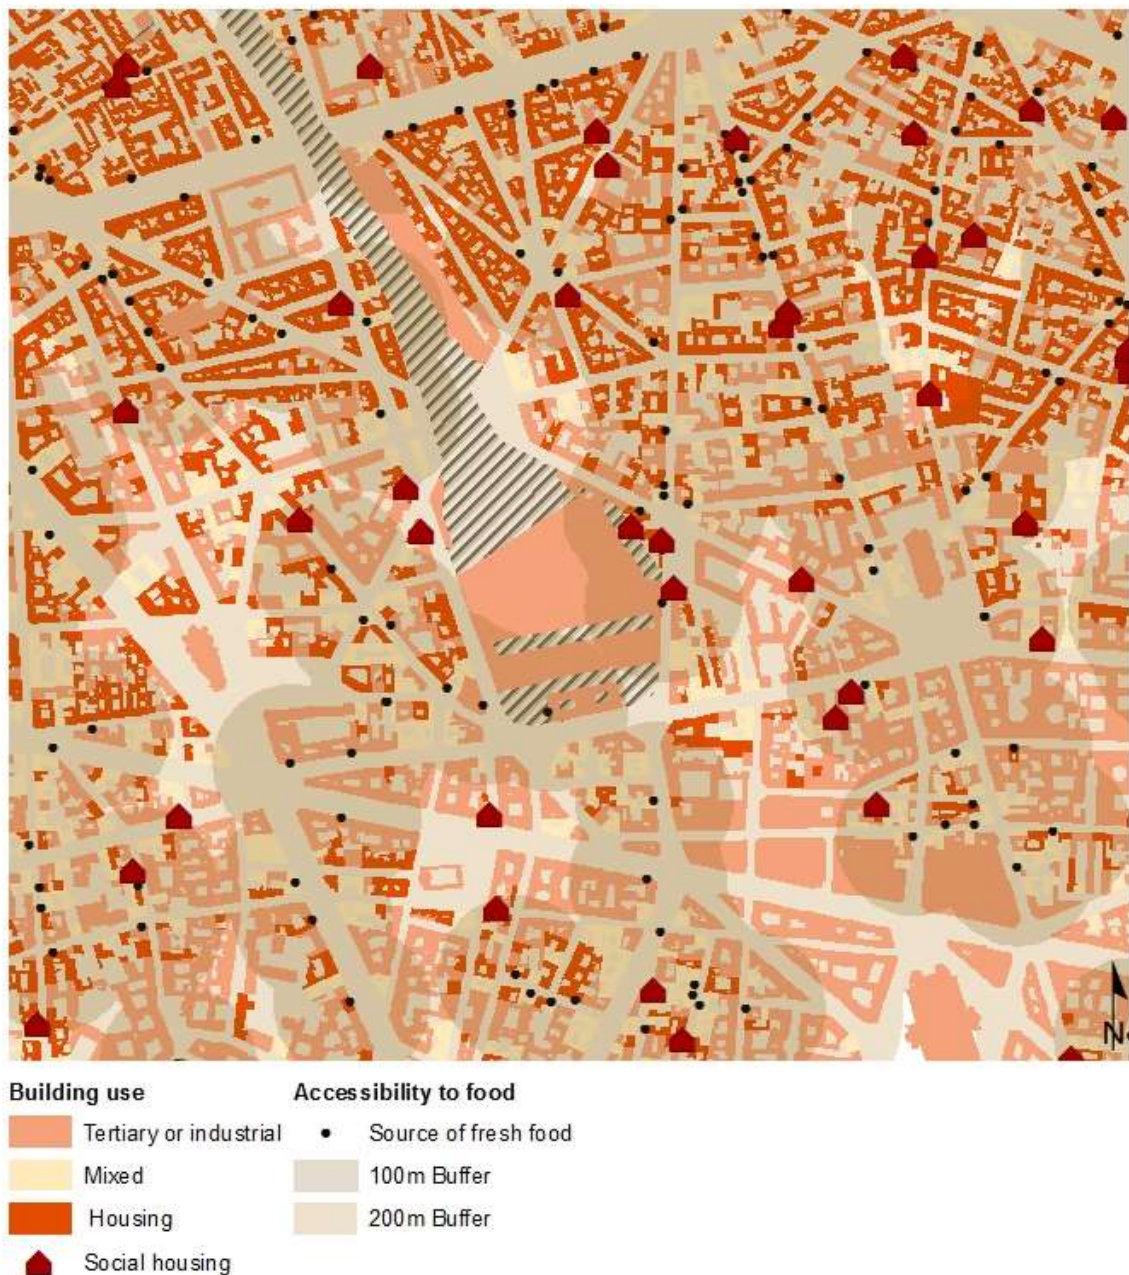 N
Building use
Accessibility to food
Tertiary or industrial
Source of fresh food
Mixed
100m Buffer
Housing
200m Buffer
Social housing